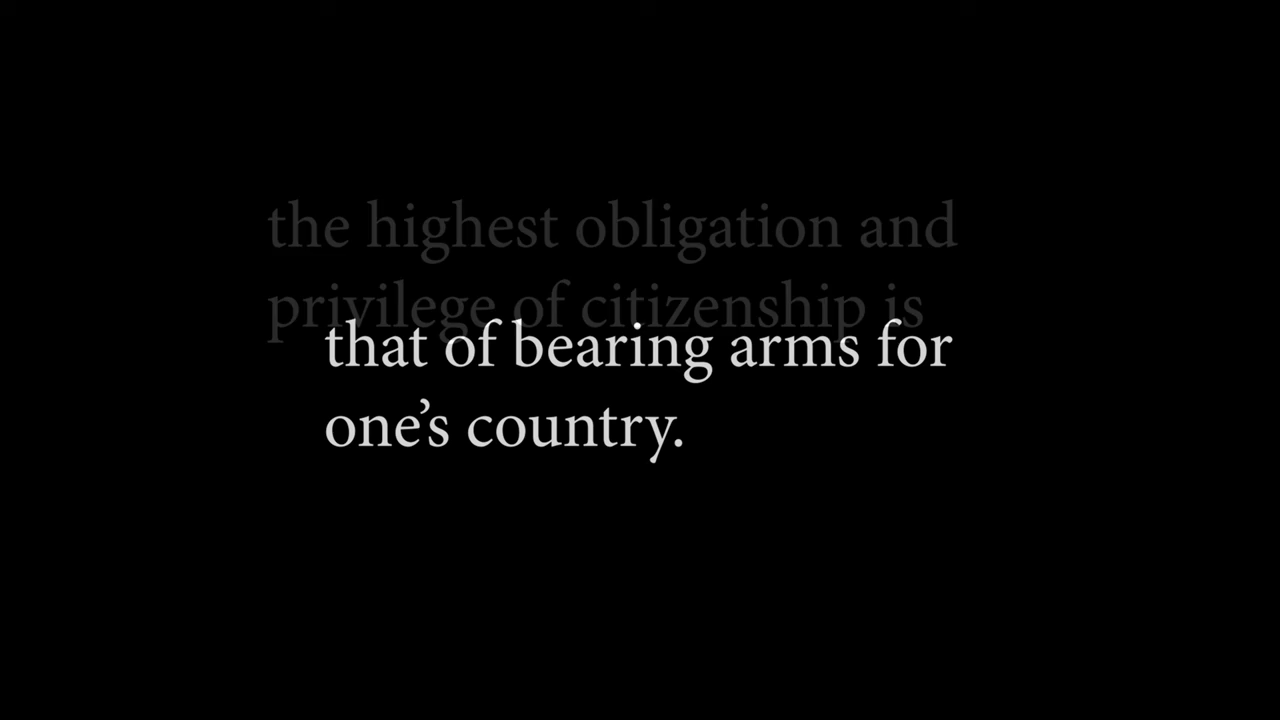 the highest obligation and
privilege of citizenship is
that of bearing arms for
one’s country.